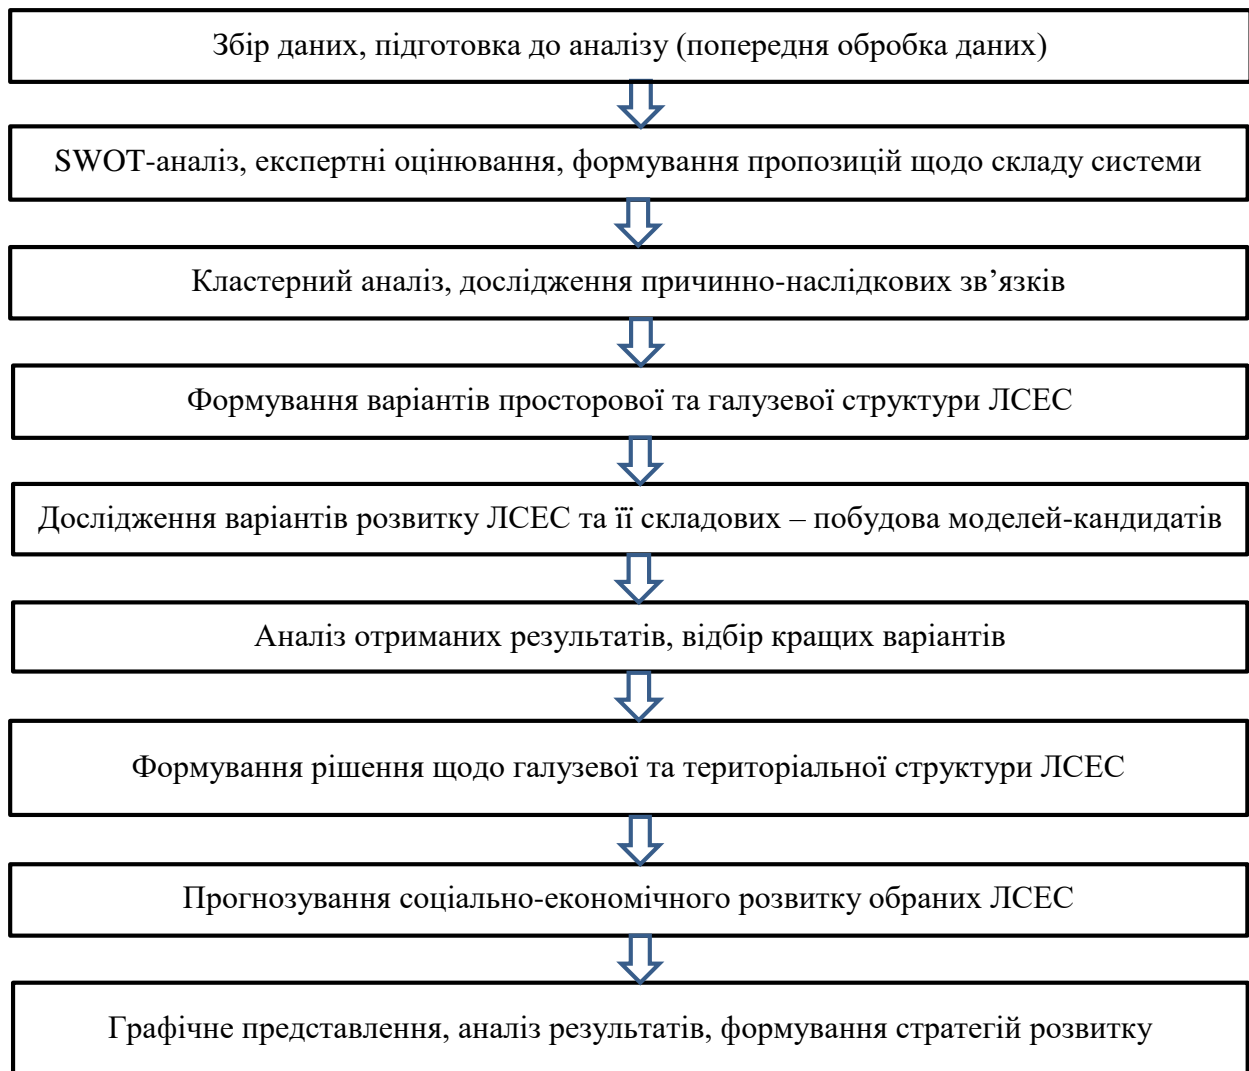 Збір даних, підготовка до аналізу (попередня обробка даних)
SWOT-аналіз, експертні оцінювання, формування пропозицій щодо складу системи
Кластерний аналіз, дослідження причинно-наслідкових зв’язків
Формування варіантів просторової та галузевої структури ЛСЕС
Дослідження варіантів розвитку ЛСЕС та її складових – побудова моделей-кандидатів
Аналіз отриманих результатів, відбір кращих варіантів
Формування рішення щодо галузевої та територіальної структури ЛСЕС
Прогнозування соціально-економічного розвитку обраних ЛСЕС
Графічне представлення, аналіз результатів, формування стратегій розвитку